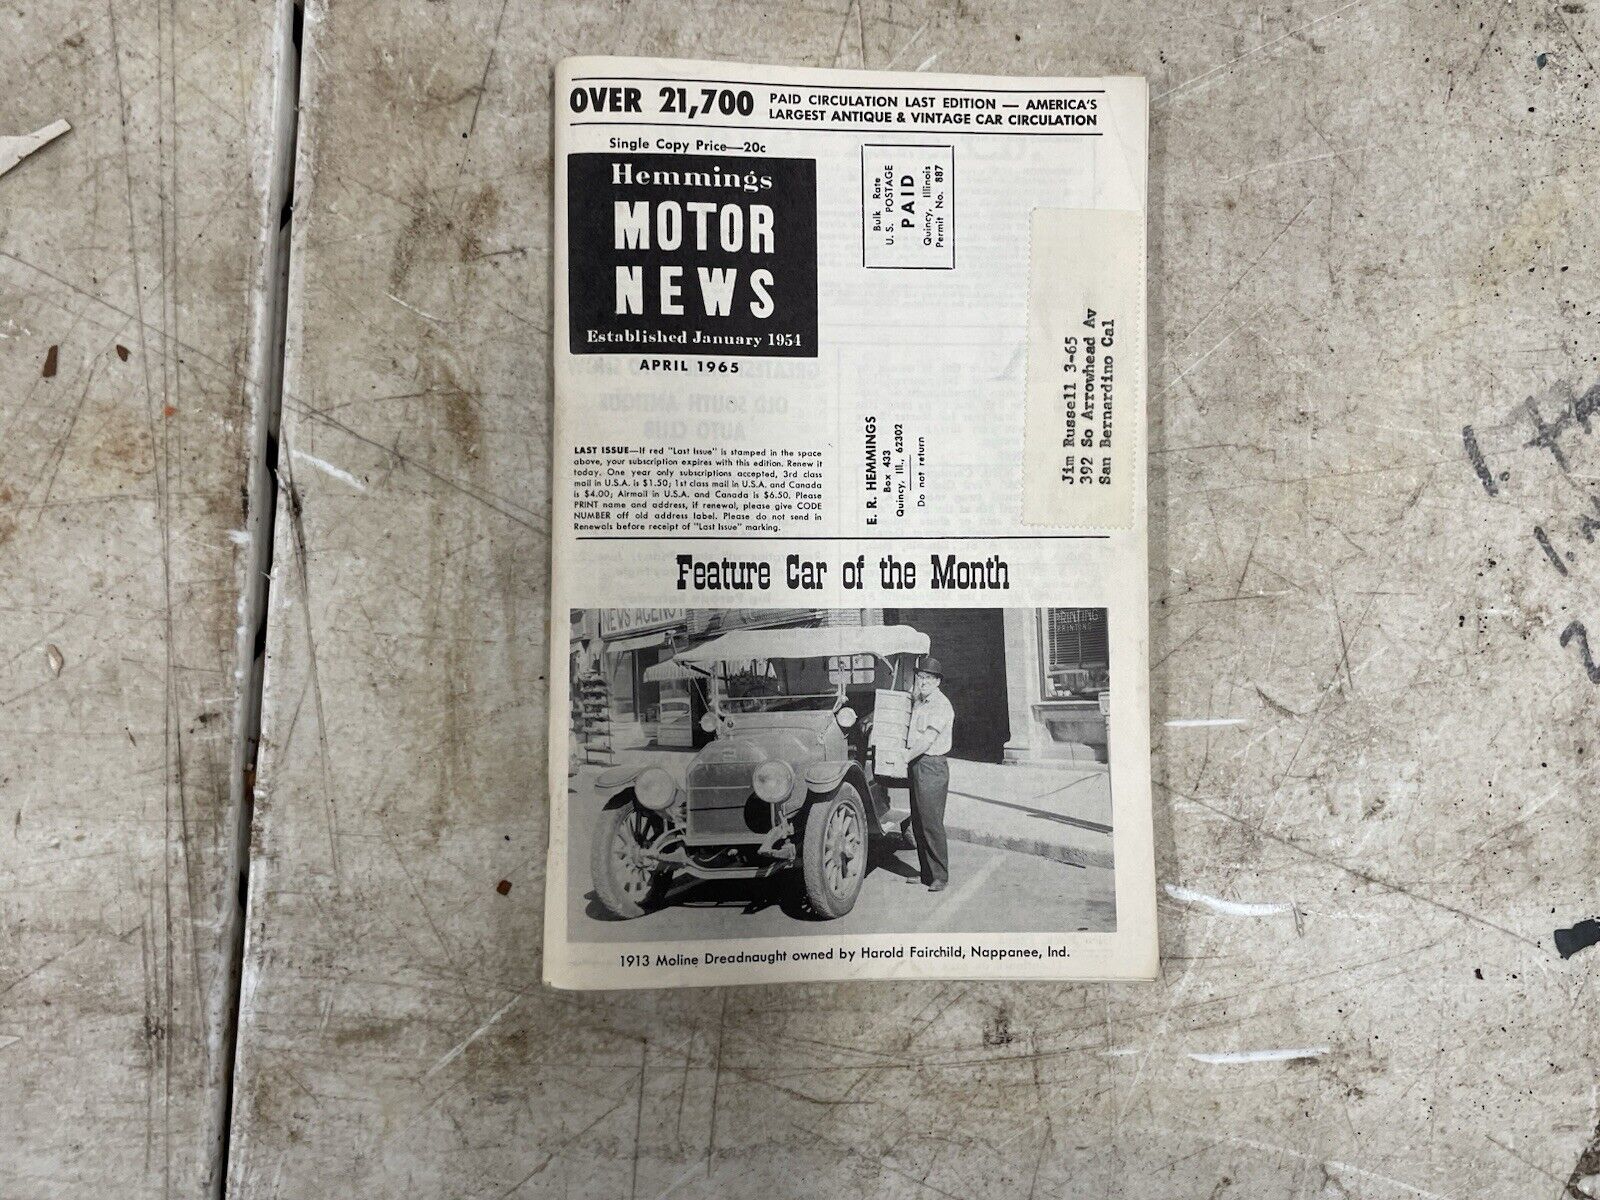 OVER 21,700 PAID CIRCULATION LAST EDITION — AMERICA'S
LARGEST ANTIQUE & VINTAGE CAR CIRCULATION
Single Copy Price—20c
Hemmings
MOTOR
NEWS
Established January 1954
APRIL 1965
Bulk Rate
U. S. POSTAGE
PAID
Quincy, Illinois
Permit No. 887
LAST ISSUE—If red "Last Issue" is stamped in the space
above, your subscription expires with this edition. Renew it
today. One year only subscriptions accepted, 3rd class
mail in U.S.A. is $1.50; 1st class mail in U.S.A. and Canada
is $4.00; Airmail in U.S.A. and Canada is $6.50. Please
PRINT name and address, if renewal, please give CODE
NUMBER off old address label. Please do not send in
Renewals before receipt of "Last Issue" marking.
E. R. HEMMINGS
Box 433
Quincy, Ill., 62302
Do not return
Jim Russell 3-65
392 So Arrowhead Av
San Bernardino Cal
Feature Car of the Month
NEWS AGENCY
PRINTING
1913 Moline Dreadnaught owned by Harold Fairchild, Nappanee, Ind.